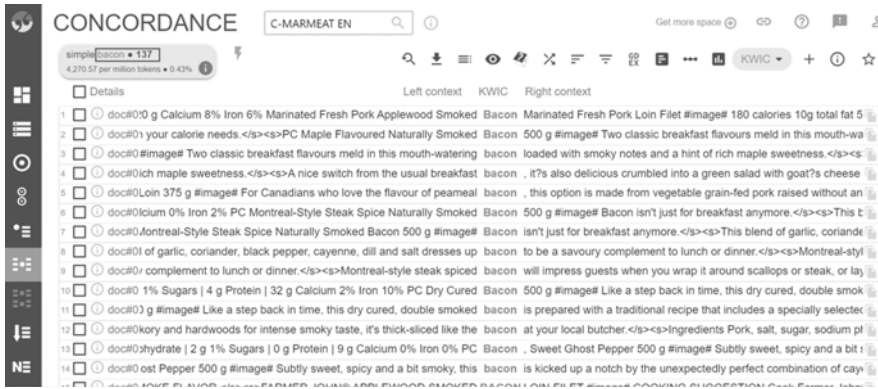 CONCORDANCE C-MARMEAT EN Get more space
simple bacon • 137
4,270.57 per million tokens • 0.43% KWIC
Details Left context KWIC Right context
1 doc#0 0 g Calcium 8% Iron 6% Marinated Fresh Pork Applewood Smoked Bacon Marinated Fresh Pork Loin Filet #image# 180 calories 10g total fat 5
2 doc#0 your calorie needs.</s><s>PC Maple Flavoured Naturally Smoked Bacon 500 g #image# Two classic breakfast flavours meld in this mouth-wa
3 doc#0 #image# Two classic breakfast flavours meld in this mouth-watering bacon loaded with smoky notes and a hint of rich maple sweetness.</s><s
4 doc#0 ich maple sweetness.</s><s>A nice switch from the usual breakfast bacon , it?s also delicious crumbled into a green salad with goat?s cheese
5 doc#0 Loin 375 g #image# For Canadians who love the flavour of peameal bacon , this option is made from vegetable grain-fed pork raised without an
6 doc#0 lcium 0% Iron 2% PC Montreal-Style Steak Spice Naturally Smoked Bacon 500 g #image# Bacon isn't just for breakfast anymore.</s><s>This b
7 doc#0 Montreal-Style Steak Spice Naturally Smoked Bacon 500 g #image# Bacon isn't just for breakfast anymore.</s><s>This blend of garlic, coriande
8 doc#0 of garlic, coriander, black pepper, cayenne, dill and salt dresses up bacon to be a savoury complement to lunch or dinner.</s><s>Montreal-styl
9 doc#0 complement to lunch or dinner.</s><s>Montreal-style steak spiced bacon will impress guests when you wrap it around scallops or steak, or lay
10 doc#0 1% Sugars | 4 g Protein | 32 g Calcium 2% Iron 10% PC Dry Cured Bacon 500 g #image# Like a step back in time, this dry cured, double smok
11 doc#0 g #image# Like a step back in time, this dry cured, double smoked bacon is prepared with a traditional recipe that includes a specially selected
12 doc#0 kory and hardwoods for intense smoky taste, it's thick-sliced like the bacon at your local butcher.</s><s>Ingredients Pork, salt, sugar, sodium ph
13 doc#0 ohydrate | 2 g 1% Sugars | 0 g Protein | 9 g Calcium 0% Iron 0% PC Bacon , Sweet Ghost Pepper 500 g #image# Subtly sweet, spicy and a bit
14 doc#0 ost Pepper 500 g #image# Subtly sweet, spicy and a bit smoky, this bacon is kicked up a notch by the unexpectedly perfect combination of cay